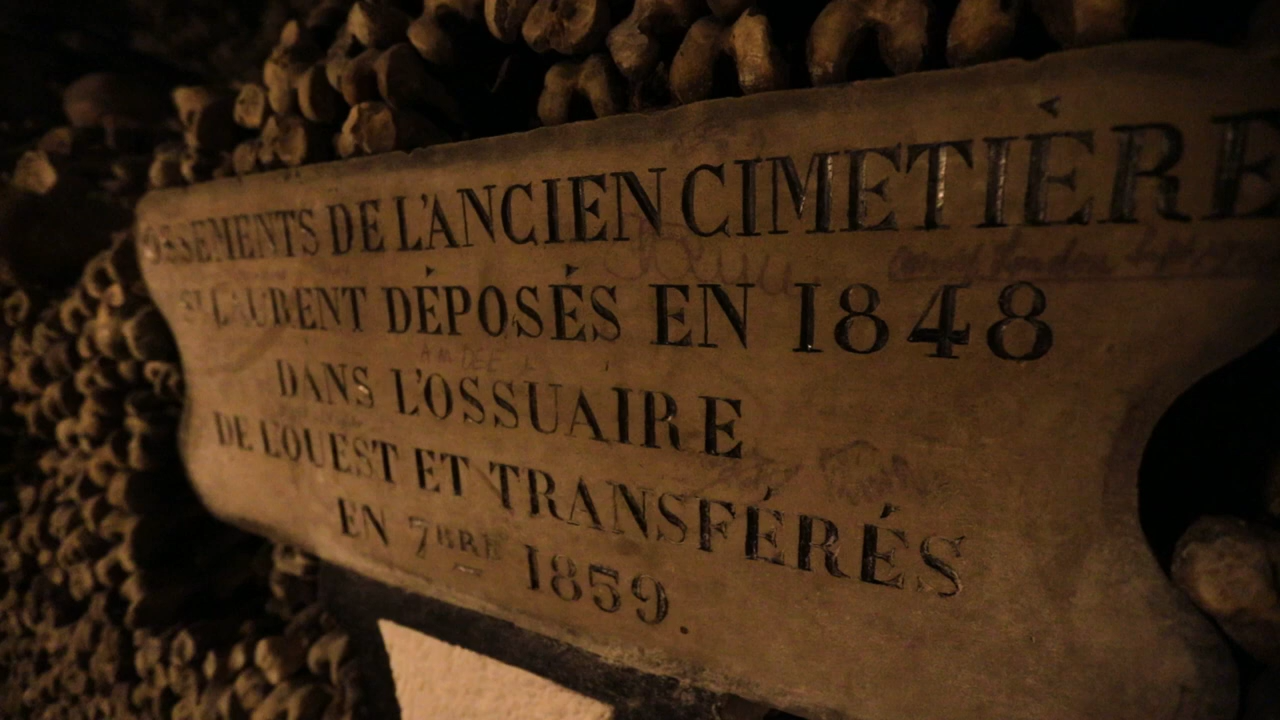 OSSEMENTS DE L'ANCIEN CIMETIÈRE
ST LAURENT DÉPOSÉS EN 1848
DANS L'OSSUAIRE
DE L'OUEST ET TRANSFÉRÉS
EN 7BRE 1859.